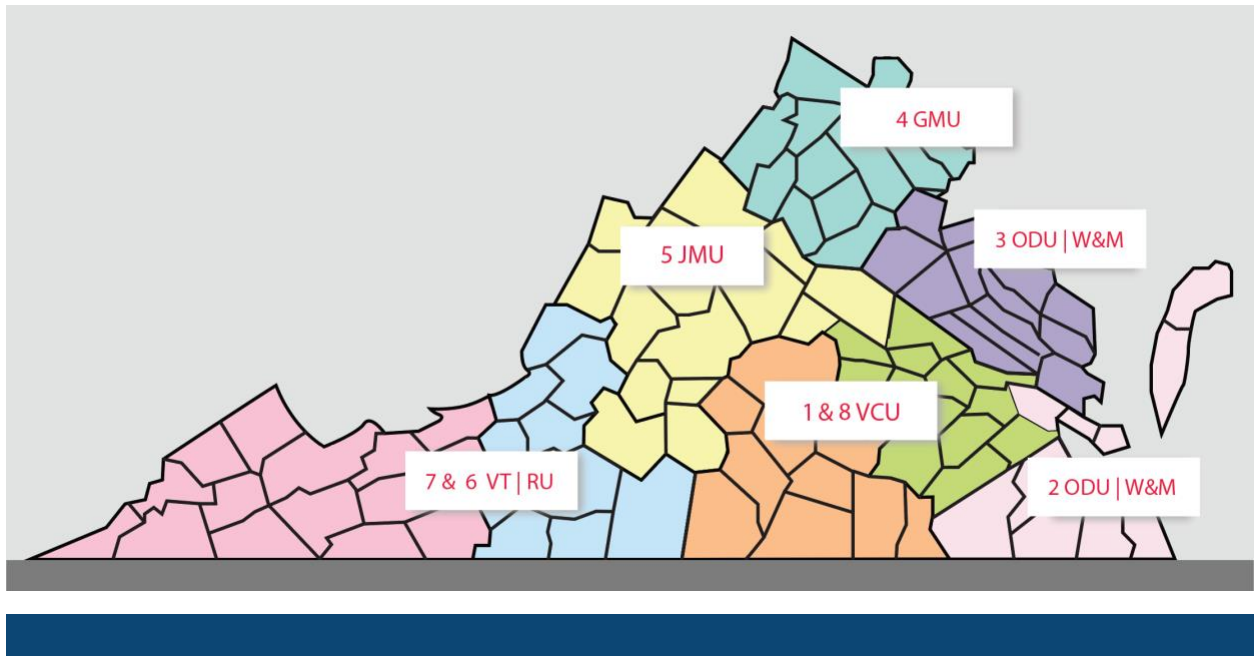 4 GMU
3 ODU | W&M
5 JMU
1 & 8 VCU
7 & 6 VT | RU
2 ODU | W&M